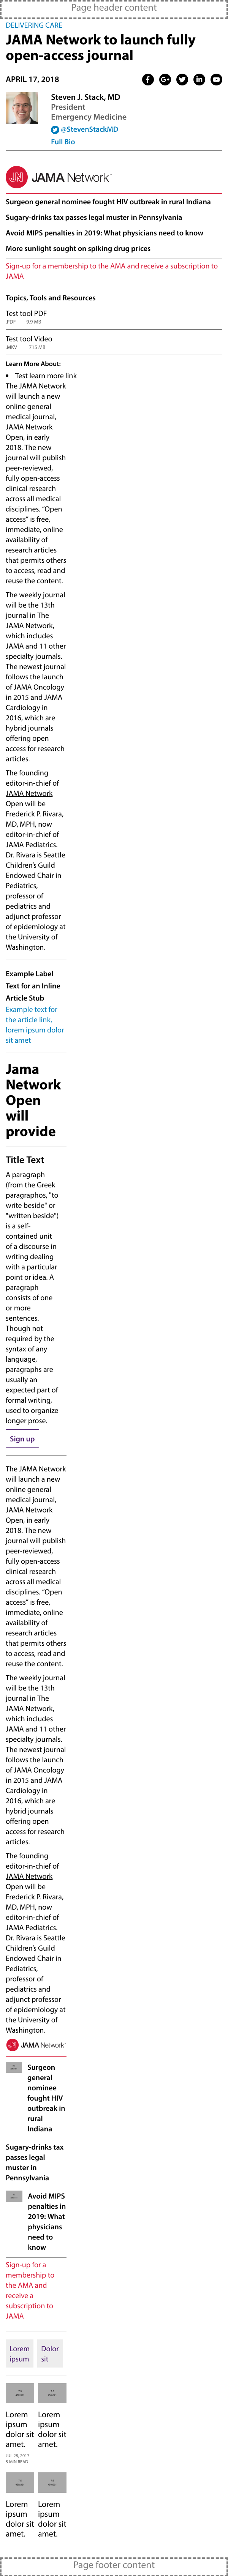 Page header content
DELIVERING CARE
JAMA Network to launch fully
open-access journal
APRIL 17, 2018
Steven J. Stack, MD
President
Emergency Medicine
@StevenStackMD
Full Bio
JN JAMA Network
Surgeon general nominee fought HIV outbreak in rural Indiana
Sugary-drinks tax passes legal muster in Pennsylvania
Avoid MIPS penalties in 2019: What physicians need to know
More sunlight sought on spiking drug prices
Sign-up for a membership to the AMA and receive a subscription to
JAMA
Topics, Tools and Resources
Test tool PDF
.PDF 9.9 MB
Test tool Video
.MKV 715 MB
Learn More About:
• Test learn more link
The JAMA Network
will launch a new
online general
medical journal,
JAMA Network
Open, in early
2018. The new
journal will publish
peer-reviewed,
fully open-access
clinical research
across all medical
disciplines. “Open
access” is free,
immediate, online
availability of
research articles
that permits others
to access, read and
reuse the content.
The weekly journal
will be the 13th
journal in The
JAMA Network,
which includes
JAMA and 11 other
specialty journals.
The newest journal
follows the launch
of JAMA Oncology
in 2015 and JAMA
Cardiology in
2016, which are
hybrid journals
offering open
access for research
articles.
The founding
editor-in-chief of
JAMA Network
Open will be
Frederick P. Rivara,
MD, MPH, now
editor-in-chief of
JAMA Pediatrics.
Dr. Rivara is Seattle
Children’s Guild
Endowed Chair in
Pediatrics,
professor of
pediatrics and
adjunct professor
of epidemiology at
the University of
Washington.
Example Label
Text for an Inline
Article Stub
Example text for
the article link,
lorem ipsum dolor
sit amet
Jama
Network
Open
will
provide
Title Text
A paragraph
(from the Greek
paragraphos, "to
write beside" or
"written beside")
is a self-
contained unit
of a discourse in
writing dealing
with a particular
point or idea. A
paragraph
consists of one
or more
sentences.
Though not
required by the
syntax of any
language,
paragraphs are
usually an
expected part of
formal writing,
used to organize
longer prose.
Sign up
The JAMA Network
will launch a new
online general
medical journal,
JAMA Network
Open, in early
2018. The new
journal will publish
peer-reviewed,
fully open-access
clinical research
across all medical
disciplines. “Open
access” is free,
immediate, online
availability of
research articles
that permits others
to access, read and
reuse the content.
The weekly journal
will be the 13th
journal in The
JAMA Network,
which includes
JAMA and 11 other
specialty journals.
The newest journal
follows the launch
of JAMA Oncology
in 2015 and JAMA
Cardiology in
2016, which are
hybrid journals
offering open
access for research
articles.
The founding
editor-in-chief of
JAMA Network
Open will be
Frederick P. Rivara,
MD, MPH, now
editor-in-chief of
JAMA Pediatrics.
Dr. Rivara is Seattle
Children’s Guild
Endowed Chair in
Pediatrics,
professor of
pediatrics and
adjunct professor
of epidemiology at
the University of
Washington.
JN JAMA Network
Surgeon
general
nominee
fought HIV
outbreak in
rural
Indiana
Sugary-drinks tax
passes legal
muster in
Pennsylvania
Avoid MIPS
penalties in
2019: What
physicians
need to
know
Sign-up for a
membership to
the AMA and
receive a
subscription to
JAMA
Lorem
ipsum
Dolor
sit
Lorem
ipsum
dolor sit
amet.
JUL 28, 2017 |
5 MIN READ
Lorem
ipsum
dolor sit
amet.
Lorem
ipsum
dolor sit
amet.
Lorem
ipsum
dolor sit
amet.
Page footer content